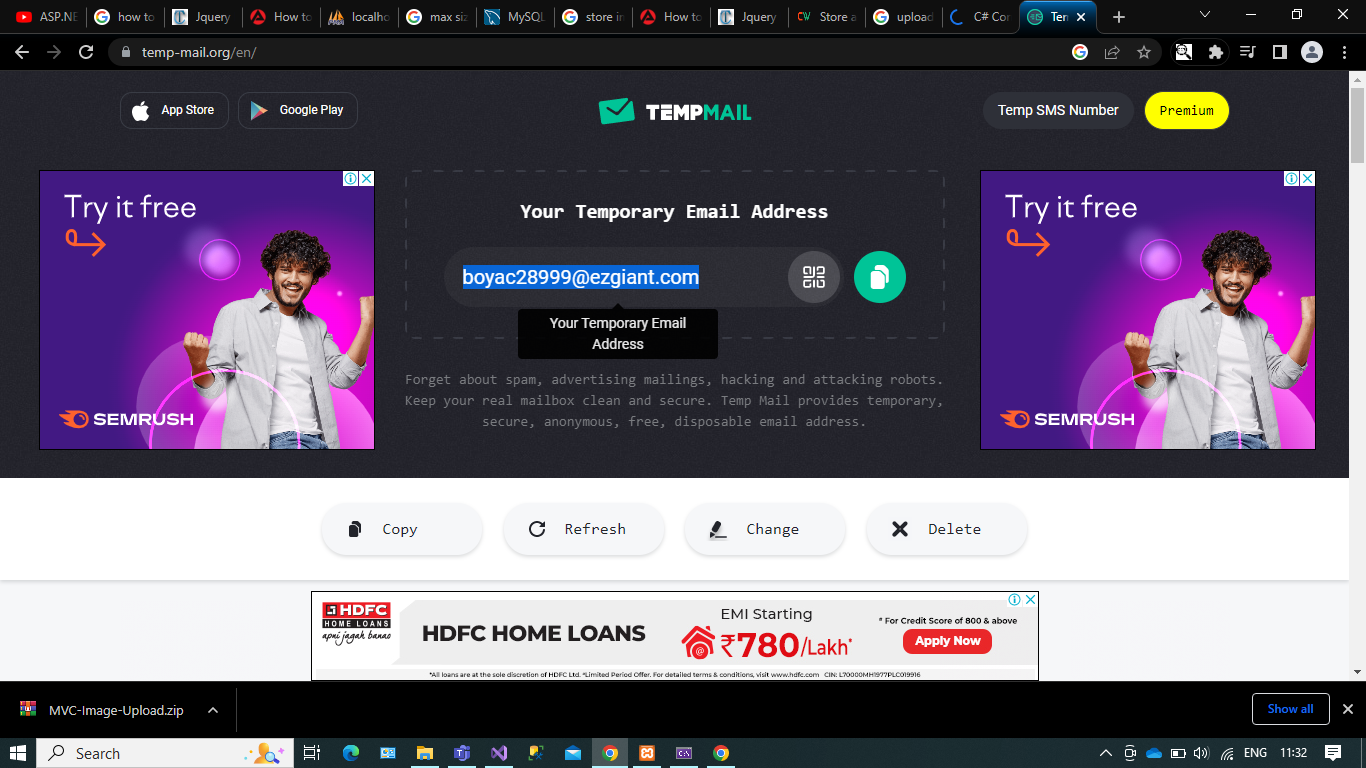 ASP.NE
how to
Jquery
How to
localho
max siz
MySQL
store in
How to
Jquery
Store a
upload
C# Cor
Ter
temp-mail.org/en/
App Store
Google Play
TEMPMAIL
Temp SMS Number
Premium
Try it free
SEMRUSH
Your Temporary Email Address
boyac28999@ezgiant.com
Your Temporary Email
Address
Forget about spam, advertising mailings, hacking and attacking robots.
Keep your real mailbox clean and secure. Temp Mail provides temporary,
secure, anonymous, free, disposable email address.
Try it free
SEMRUSH
Copy
Refresh
Change
Delete
HDFC
HOME LOANS
apni jagah banao
HDFC HOME LOANS
EMI Starting
₹780/Lakh*
# For Credit Score of 800 & above
Apply Now
*All loans are at the sole discretion of HDFC Ltd. *Limited Period Offer. For detailed terms & conditions, visit www.hdfc.com CIN: L70000MH1977PLC019916
MVC-Image-Upload.zip
Show all
Search
ENG
11:32